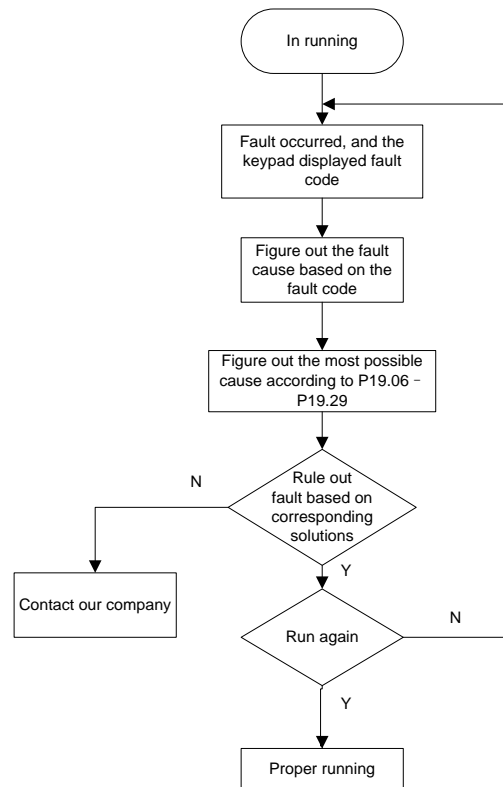 In running
Fault occurred, and the
keypad displayed fault
code
Figure out the fault
cause based on the
fault code
Figure out the most possible
cause according to P19.06–
P19.29
N
Rule out
fault based on
corresponding
solutions
Y
Contact our company
Run again
N
Y
Proper running